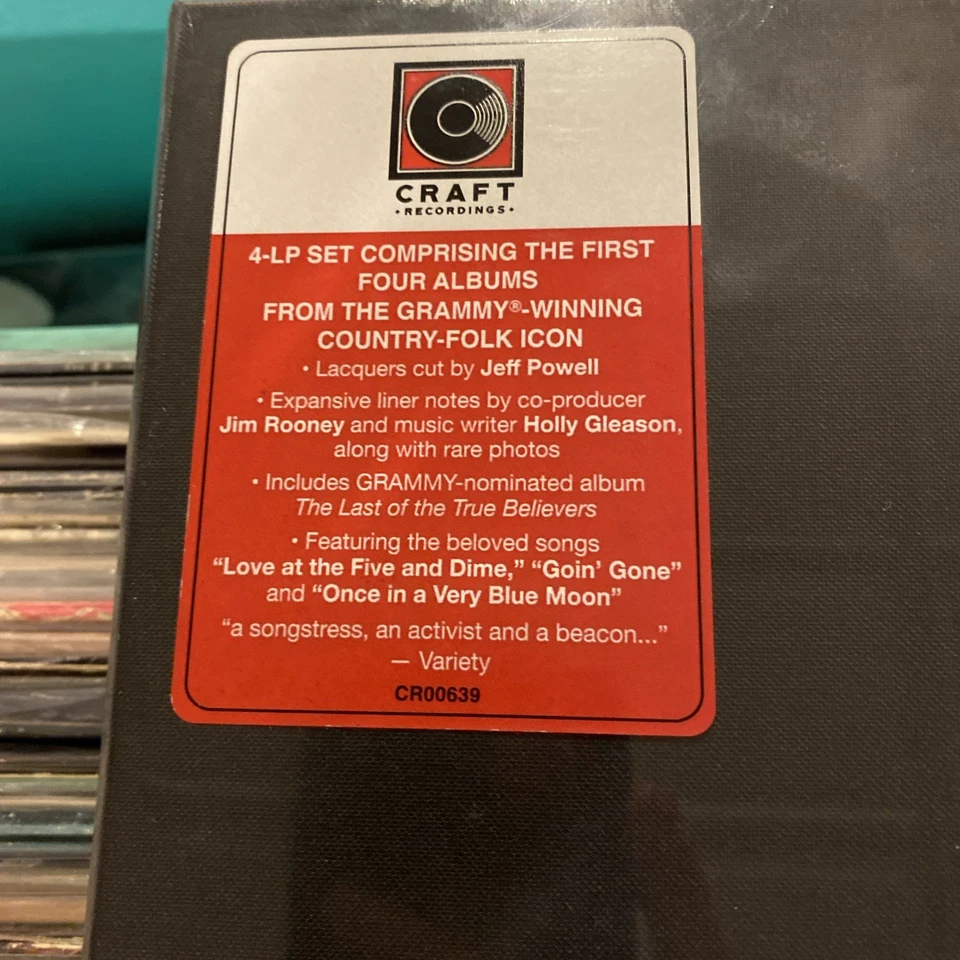 CRAFT
•RECORDINGS•
4-LP SET COMPRISING THE FIRST
FOUR ALBUMS
FROM THE GRAMMY®-WINNING
COUNTRY-FOLK ICON
• Lacquers cut by Jeff Powell
• Expansive liner notes by co-producer
Jim Rooney and music writer Holly Gleason,
along with rare photos
• Includes GRAMMY-nominated album
The Last of the True Believers
• Featuring the beloved songs
“Love at the Five and Dime,” “Goin’ Gone”
and “Once in a Very Blue Moon”
“a songstress, an activist and a beacon...”
— Variety
CR00639